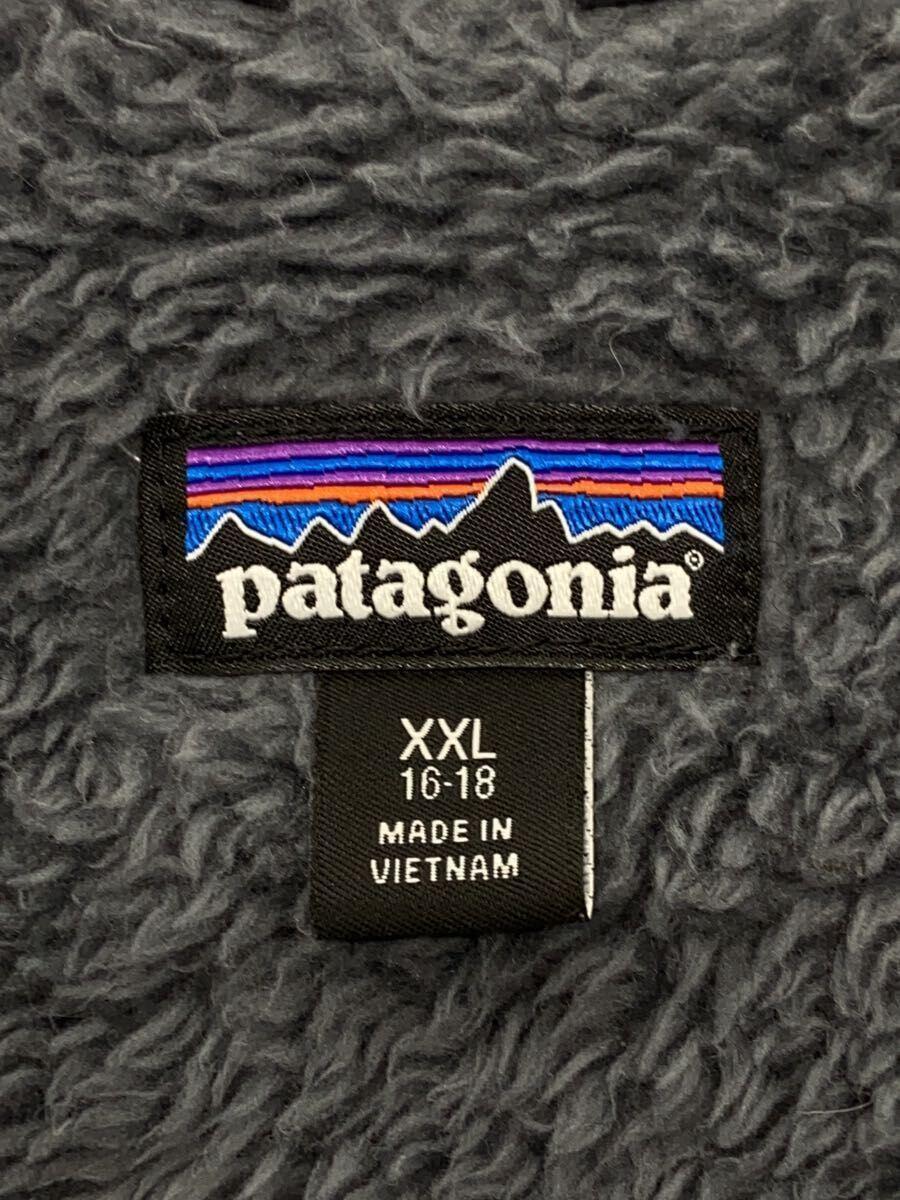 patagonia®
XXL
16-18
MADE IN
VIETNAM